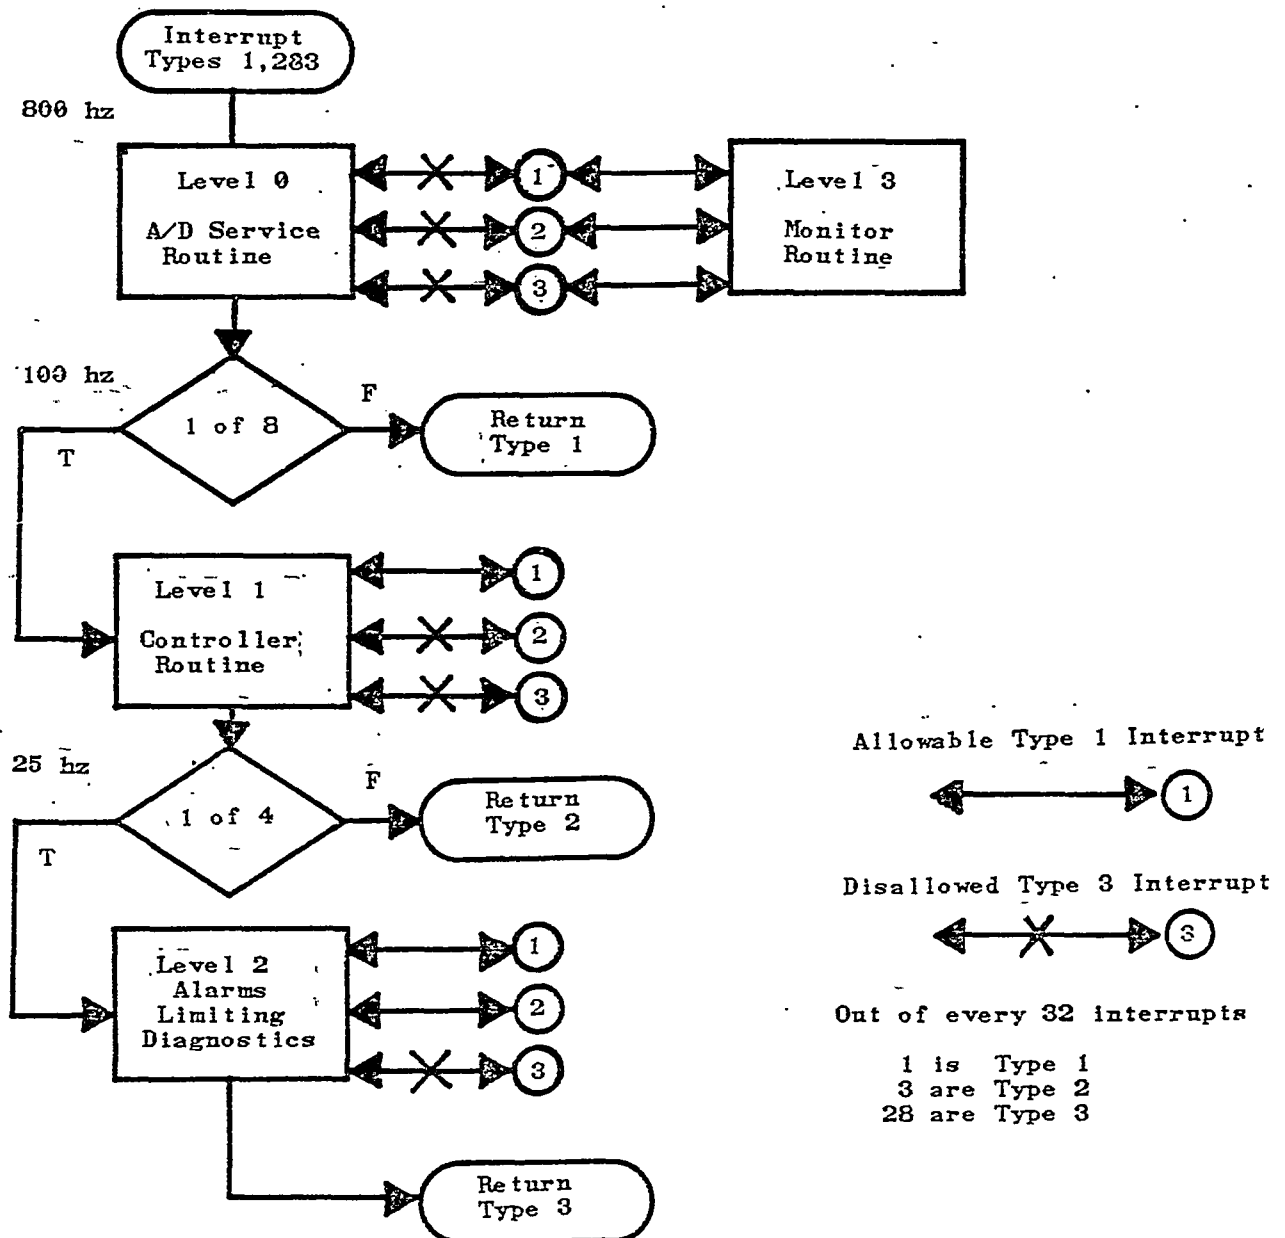 Interrupt
Types 1,2&3
800 hz
Level 0
A/D Service
Routine
1
2
3
Level 3
Monitor
Routine
100 hz
1 of 8
F
T
Return
Type 1
Level 1
Controller
Routine
1
2
3
25 hz
1 of 4
F
T
Return
Type 2
Level 2
Alarms
Limiting
Diagnostics
1
2
3
Return
Type 3
Allowable Type 1 Interrupt
1
Disallowed Type 3 Interrupt
3
Out of every 32 interrupts
1 is Type 1
3 are Type 2
28 are Type 3